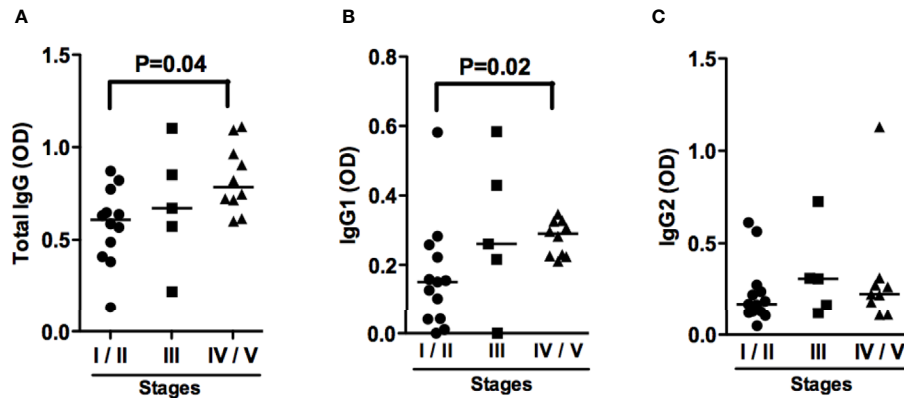 A
Total IgG (OD)
1.5
1.0
0.5
0.0
P=0.04
I / II III IV / V
Stages
B
IgG1 (OD)
0.8
0.6
0.4
0.2
0.0
P=0.02
I / II III IV / V
Stages
C
IgG2 (OD)
1.5
1.0
0.5
0.0
I / II III IV / V
Stages